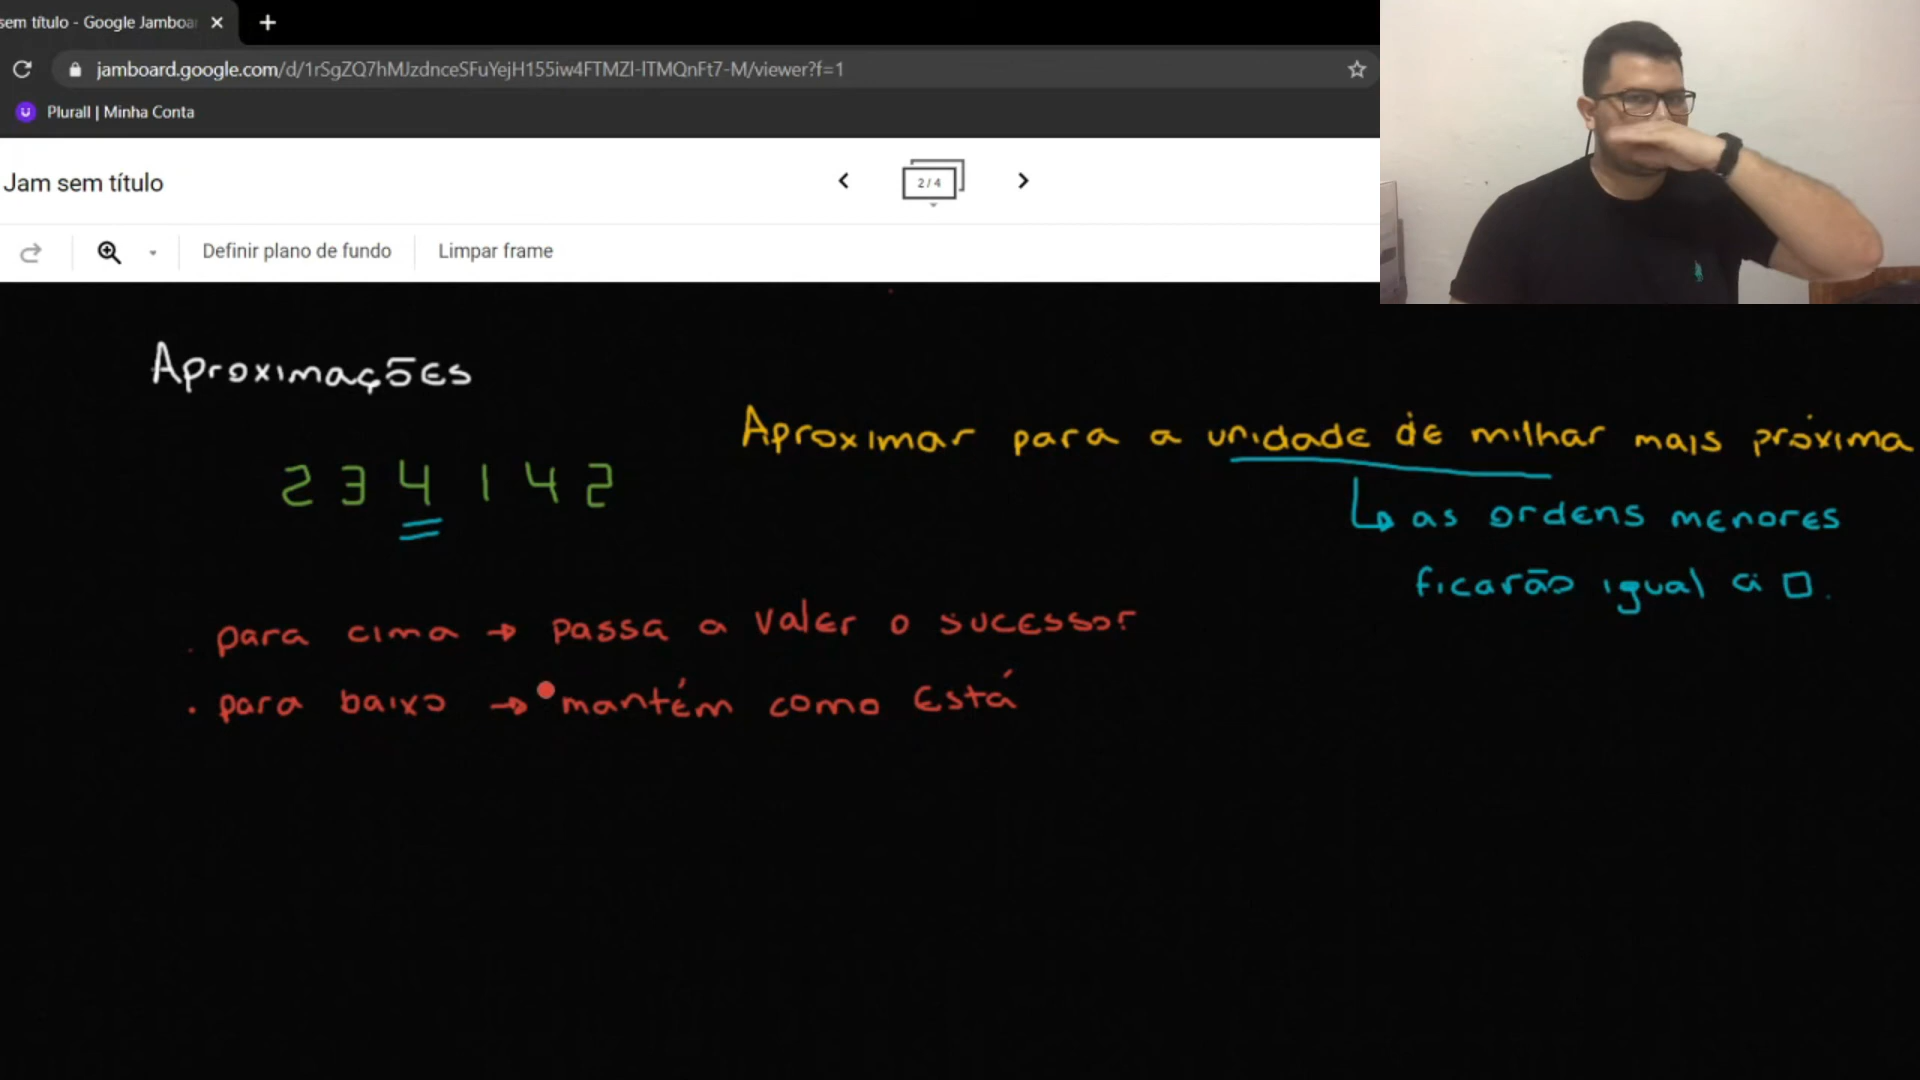 sem título - Google Jamboa
jamboard.google.com/d/1rSgZQ7hMJzdnceSFuYejH155iw4FTMZl-lTMQnFt7-M/viewer?f=1
Plurall | Minha Conta
Jam sem título
2 / 4
Definir plano de fundo
Limpar frame
Aproximações
Aproximar para a unidade de milhar mais próxima
2 3 4 1 4 2
↳ as ordens menores
ficarão igual a 0.
. para cima → passa a valer o sucessor
. para baixo → mantém como está